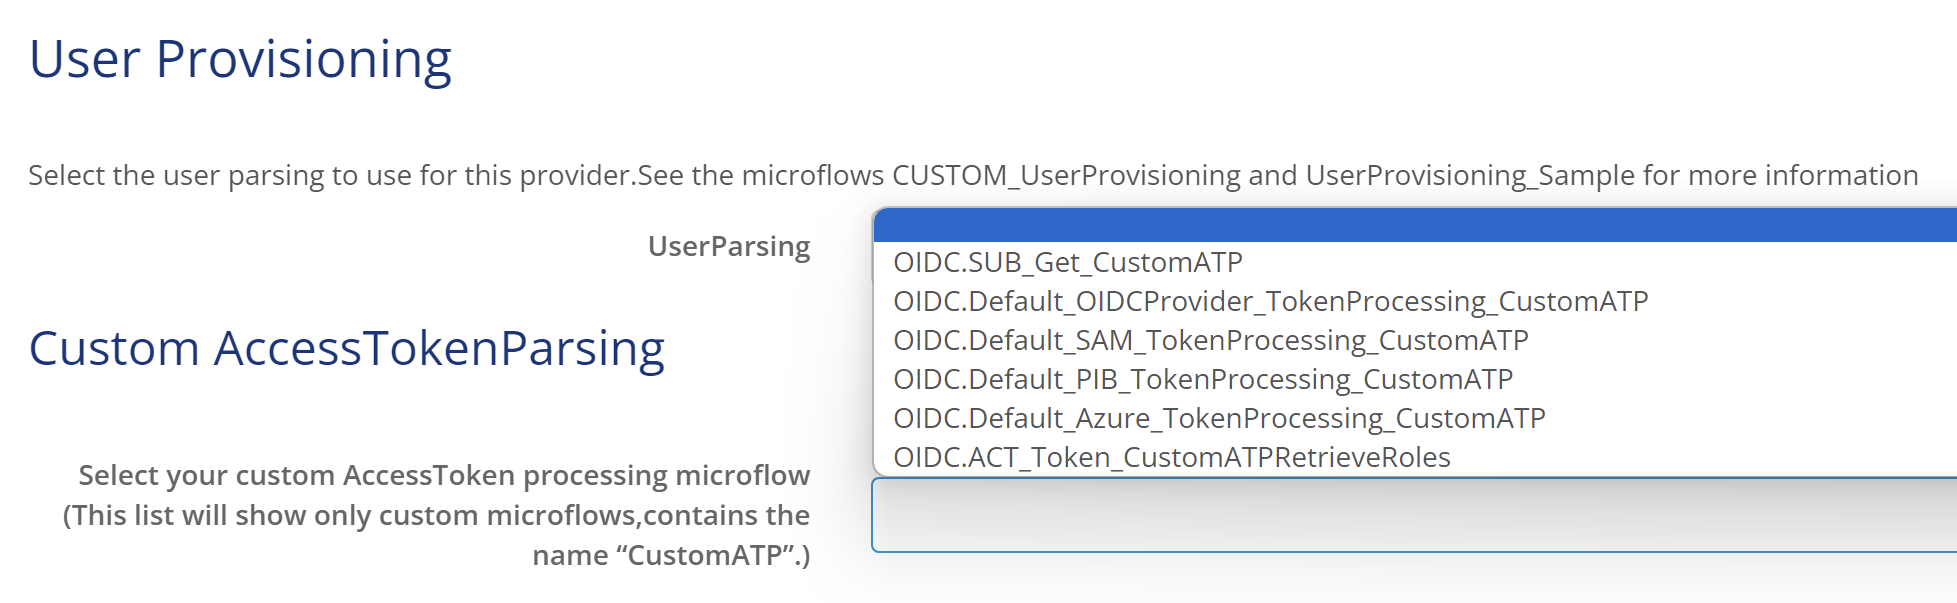 User Provisioning
Select the user parsing to use for this provider.See the microflows CUSTOM_UserProvisioning and UserProvisioning_Sample for more information
UserParsing
OIDC.SUB_Get_CustomATP
OIDC.Default_OIDCProvider_TokenProcessing_CustomATP
OIDC.Default_SAM_TokenProcessing_CustomATP
OIDC.Default_PIB_TokenProcessing_CustomATP
OIDC.Default_Azure_TokenProcessing_CustomATP
OIDC.ACT_Token_CustomATPRetrieveRoles
Custom AccessTokenParsing
Select your custom AccessToken processing microflow
(This list will show only custom microflows,contains the
name “CustomATP”.)